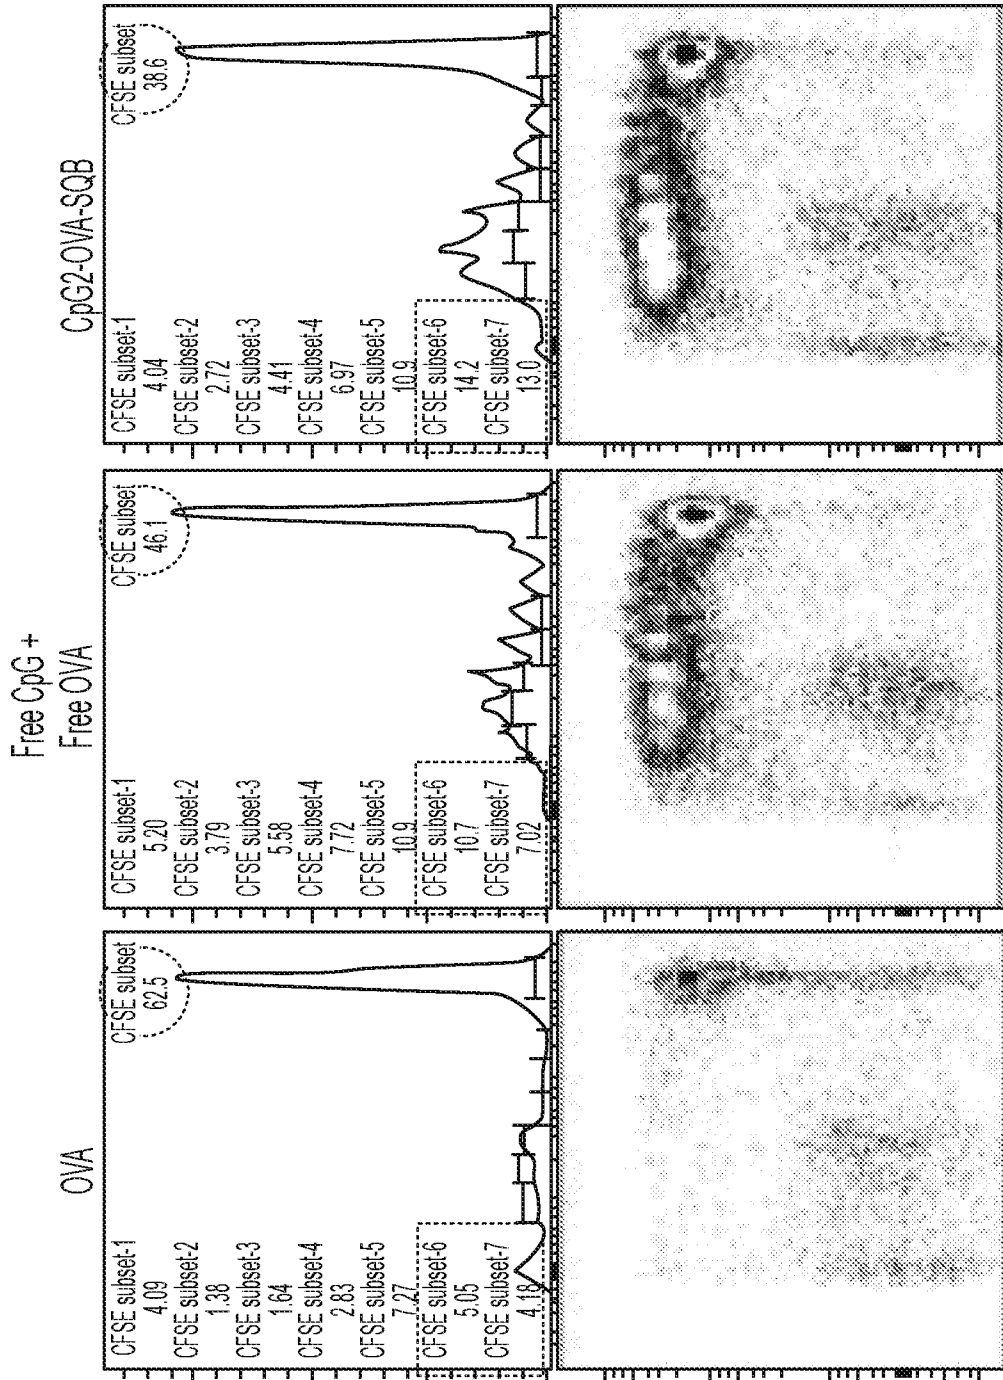 OVA
CFSE subset-1
4.09
CFSE subset-2
1.38
CFSE subset-3
1.64
CFSE subset-4
2.83
CFSE subset-5
7.27
CFSE subset-6
5.05
CFSE subset-7
4.18
CFSE subset
62.5
Free CpG +
Free OVA
CFSE subset-1
5.20
CFSE subset-2
3.79
CFSE subset-3
5.58
CFSE subset-4
7.72
CFSE subset-5
10.9
CFSE subset-6
10.7
CFSE subset-7
7.02
CFSE subset
46.1
CpG2-OVA-SQB
CFSE subset-1
4.04
CFSE subset-2
2.72
CFSE subset-3
4.41
CFSE subset-4
6.97
CFSE subset-5
10.9
CFSE subset-6
14.2
CFSE subset-7
13.0
CFSE subset
38.6